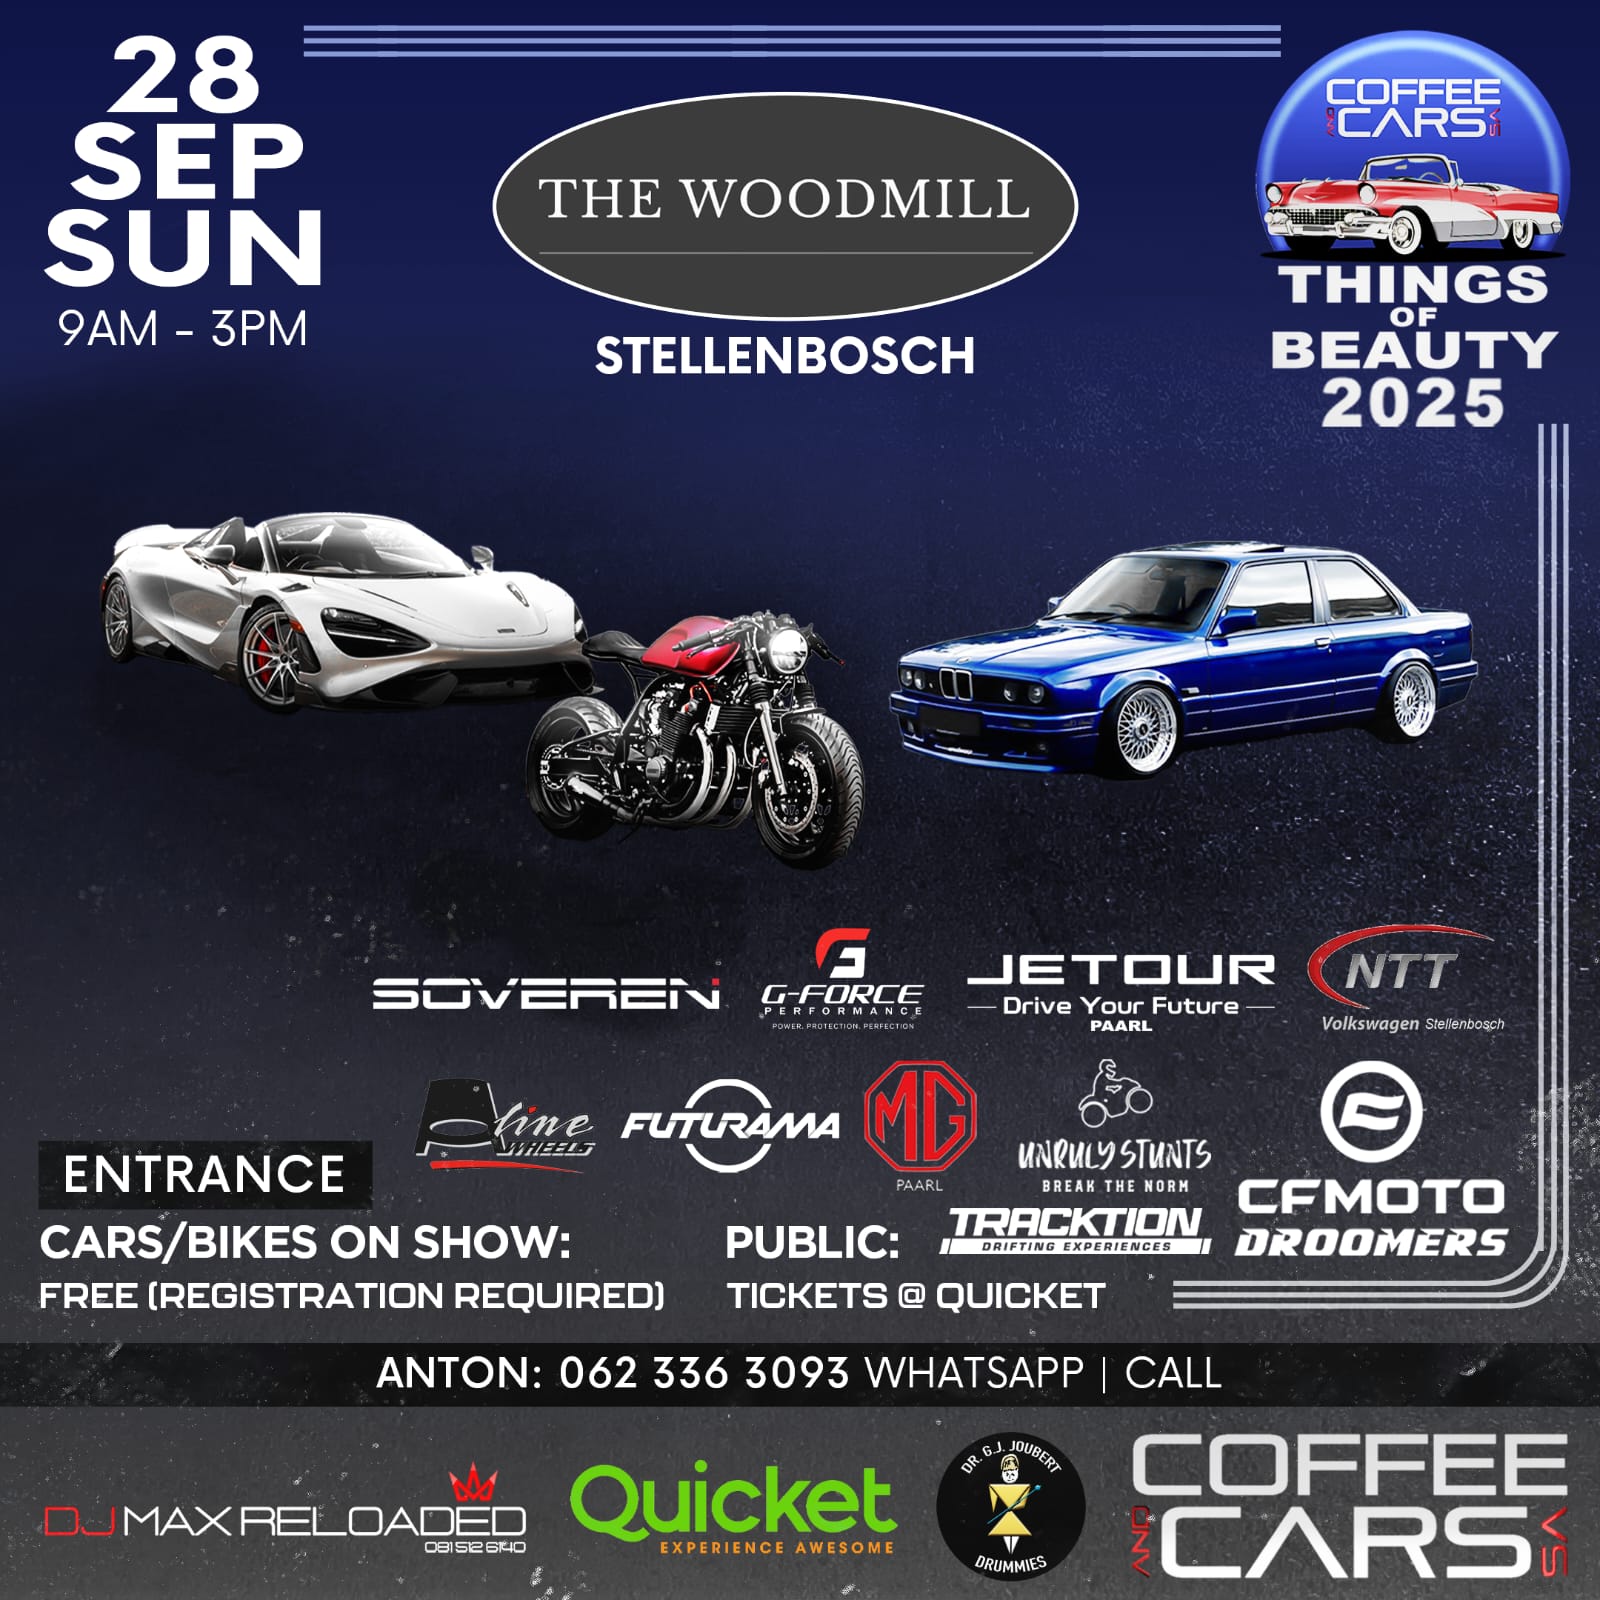 28
SEP
SUN
9AM - 3PM
THE WOODMILL
STELLENBOSCH
COFFEE
AND CARS SA
THINGS
OF
BEAUTY
2025
SOVEREN
G-FORCE
PERFORMANCE
POWER. PROTECTION. PERFECTION
JETOUR
Drive Your Future
PAARL
NTT
Volkswagen Stellenbosch
Aline
WHEELS
FUTURAMA
MG
PAARL
UNRULY STUNTS
BREAK THE NORM
CFMOTO
DROOMERS
TRACKTION
DRIFTING EXPERIENCES
ENTRANCE
CARS/BIKES ON SHOW:
FREE (REGISTRATION REQUIRED)
PUBLIC:
TICKETS @ QUICKET
ANTON: 062 336 3093 WHATSAPP | CALL
DJ MAX RELOADED
081 512 6140
Quicket
EXPERIENCE AWESOME
DR. G.J. JOUBERT
DRUMMIES
COFFEE
AND CARS SA